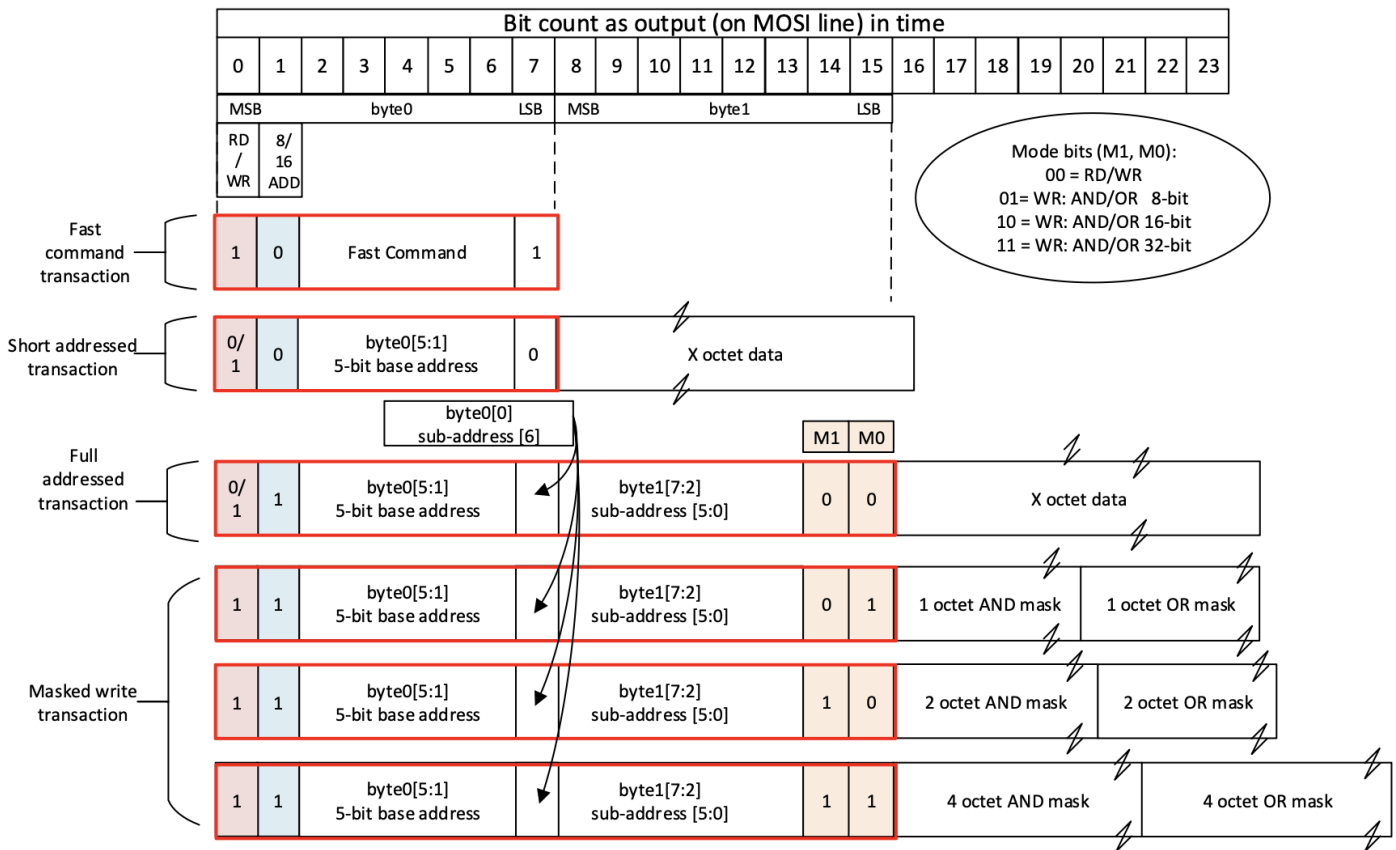 Bit count as output (on MOSI line) in time
0 1 2 3 4 5 6 7 8 9 10 11 12 13 14 15 16 17 18 19 20 21 22 23
MSB byte0 LSB MSB byte1 LSB
RD
/
WR
8/
16
ADD
Mode bits (M1, M0):
00 = RD/WR
01= WR: AND/OR 8-bit
10 = WR: AND/OR 16-bit
11 = WR: AND/OR 32-bit
Fast
command
transaction
1 0 Fast Command 1
Short addressed
transaction
0/
1
0
byte0[5:1]
5-bit base address
0
X octet data
byte0[0]
sub-address [6]
M1 M0
Full
addressed
transaction
0/
1
1
byte0[5:1]
5-bit base address
byte1[7:2]
sub-address [5:0]
0 0
X octet data
Masked write
transaction
1 1
byte0[5:1]
5-bit base address
byte1[7:2]
sub-address [5:0]
0 1
1 octet AND mask
1 octet OR mask
1 1
byte0[5:1]
5-bit base address
byte1[7:2]
sub-address [5:0]
1 0
2 octet AND mask
2 octet OR mask
1 1
byte0[5:1]
5-bit base address
byte1[7:2]
sub-address [5:0]
1 1
4 octet AND mask
4 octet OR mask